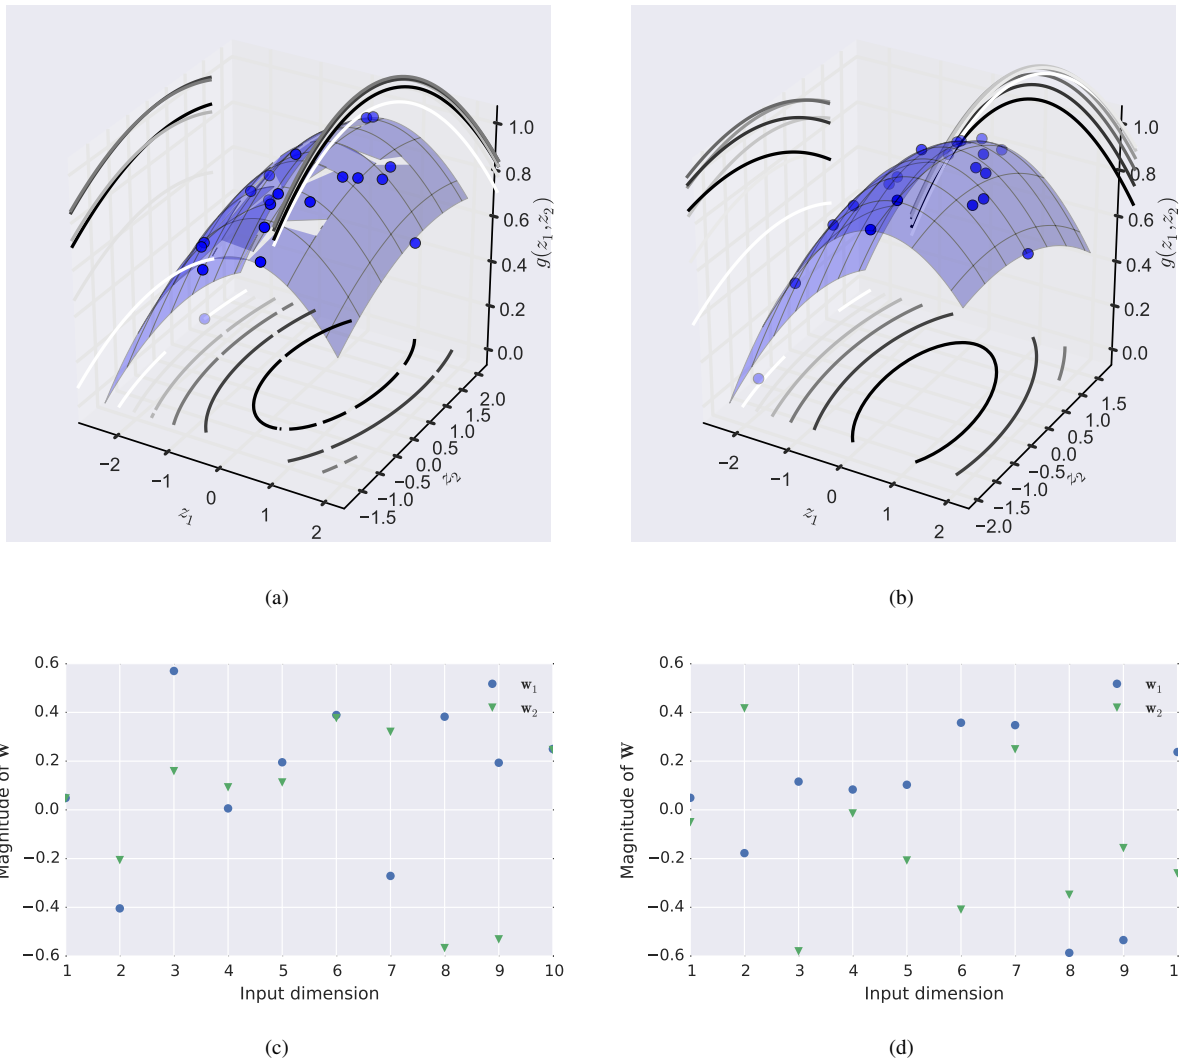 1.0
0.8
0.6
0.4
0.2
0.0
g(z₁,z₂)
2.0
1.5
1.0
0.5
0.0
−0.5
−1.0
−1.5
z₂
−2
−1
0
1
2
z₁
(a)
1.0
0.8
0.6
0.4
0.2
0.0
g(z₁,z₂)
1.5
1.0
0.5
0.0
−0.5
−1.0
−1.5
−2.0
z₂
−2
−1
0
1
2
z₁
(b)
0.6
0.4
0.2
0.0
−0.2
−0.4
−0.6
Magnitude of W
w₁
w₂
1 2 3 4 5 6 7 8 9 10
Input dimension
(c)
0.6
0.4
0.2
0.0
−0.2
−0.4
−0.6
Magnitude of W
w₁
w₂
1 2 3 4 5 6 7 8 9 1
Input dimension
(d)